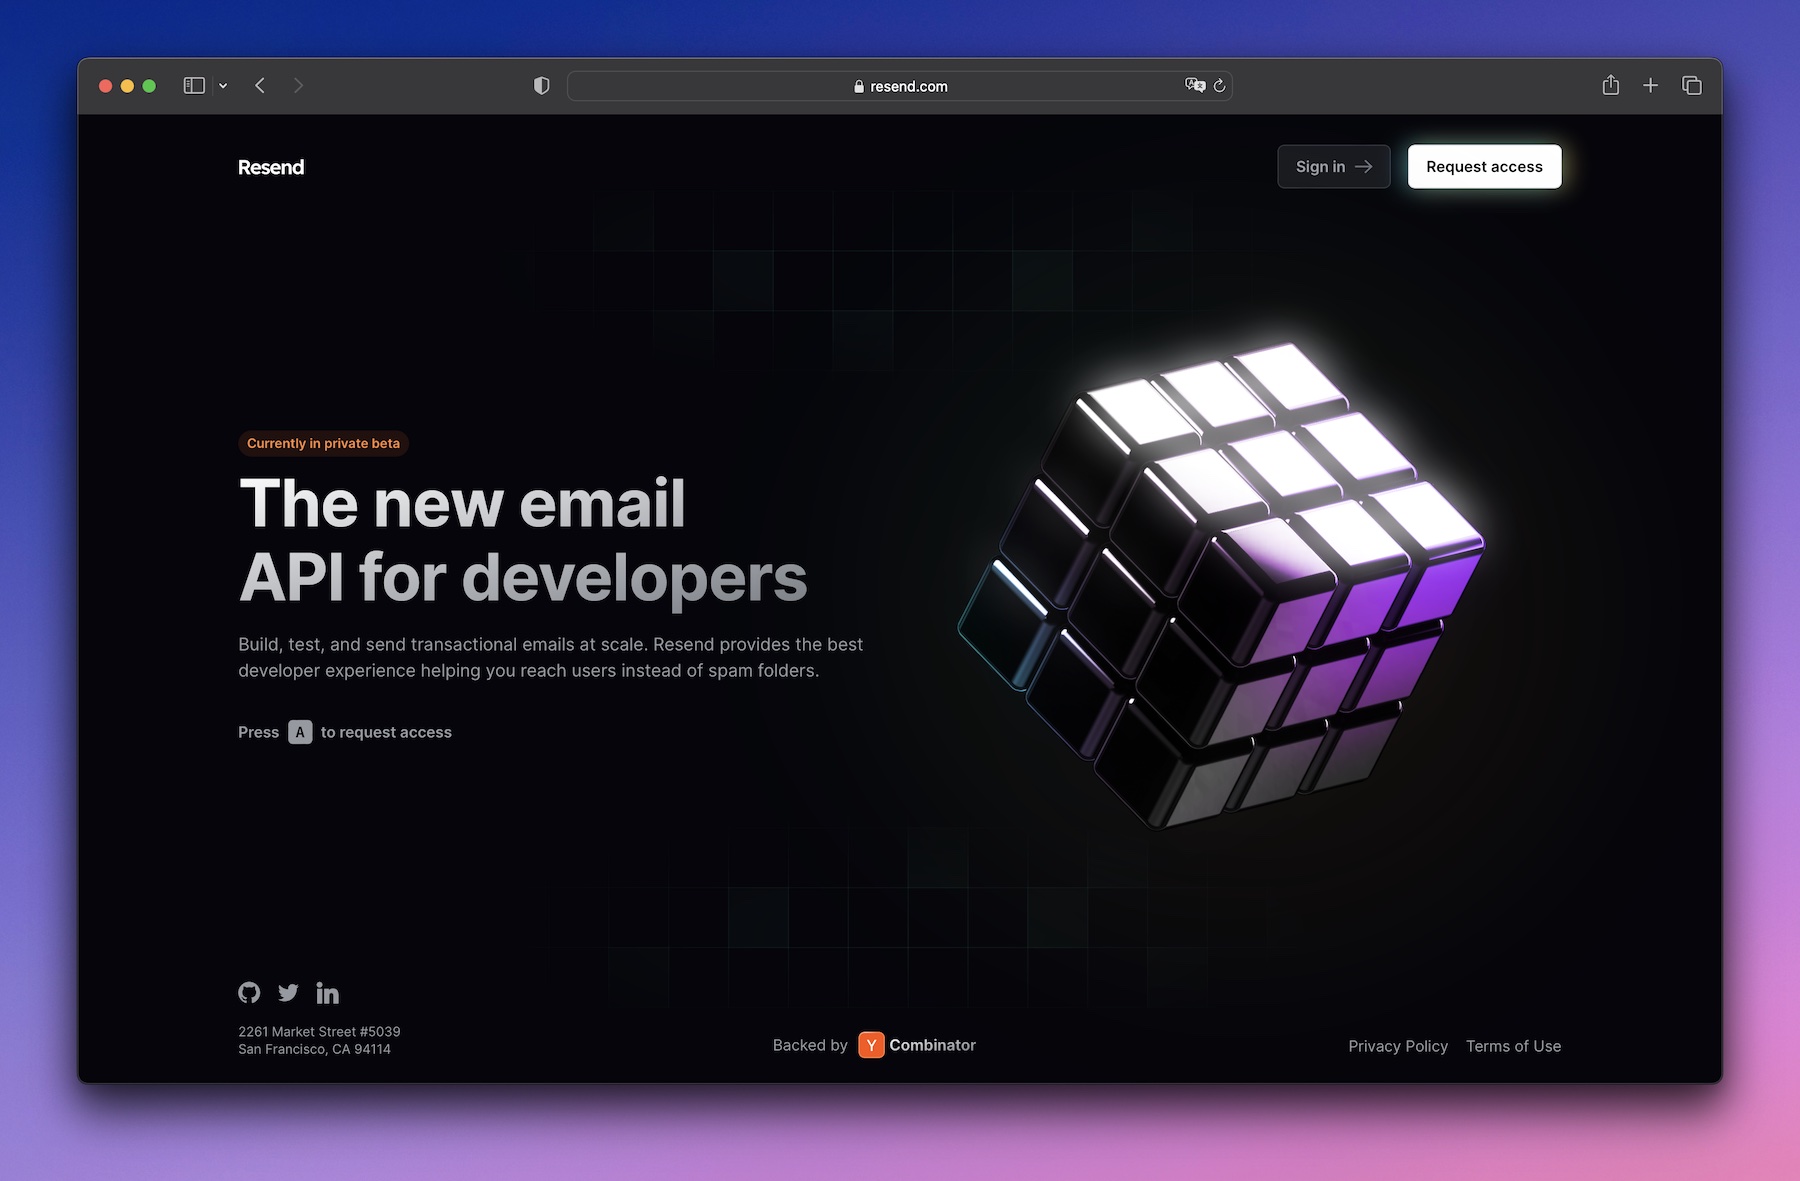 resend.com
Resend
Sign in →
Request access
Currently in private beta
The new email
API for developers
Build, test, and send transactional emails at scale. Resend provides the best
developer experience helping you reach users instead of spam folders.
Press A to request access
2261 Market Street #5039
San Francisco, CA 94114
Backed by Y Combinator
Privacy Policy
Terms of Use